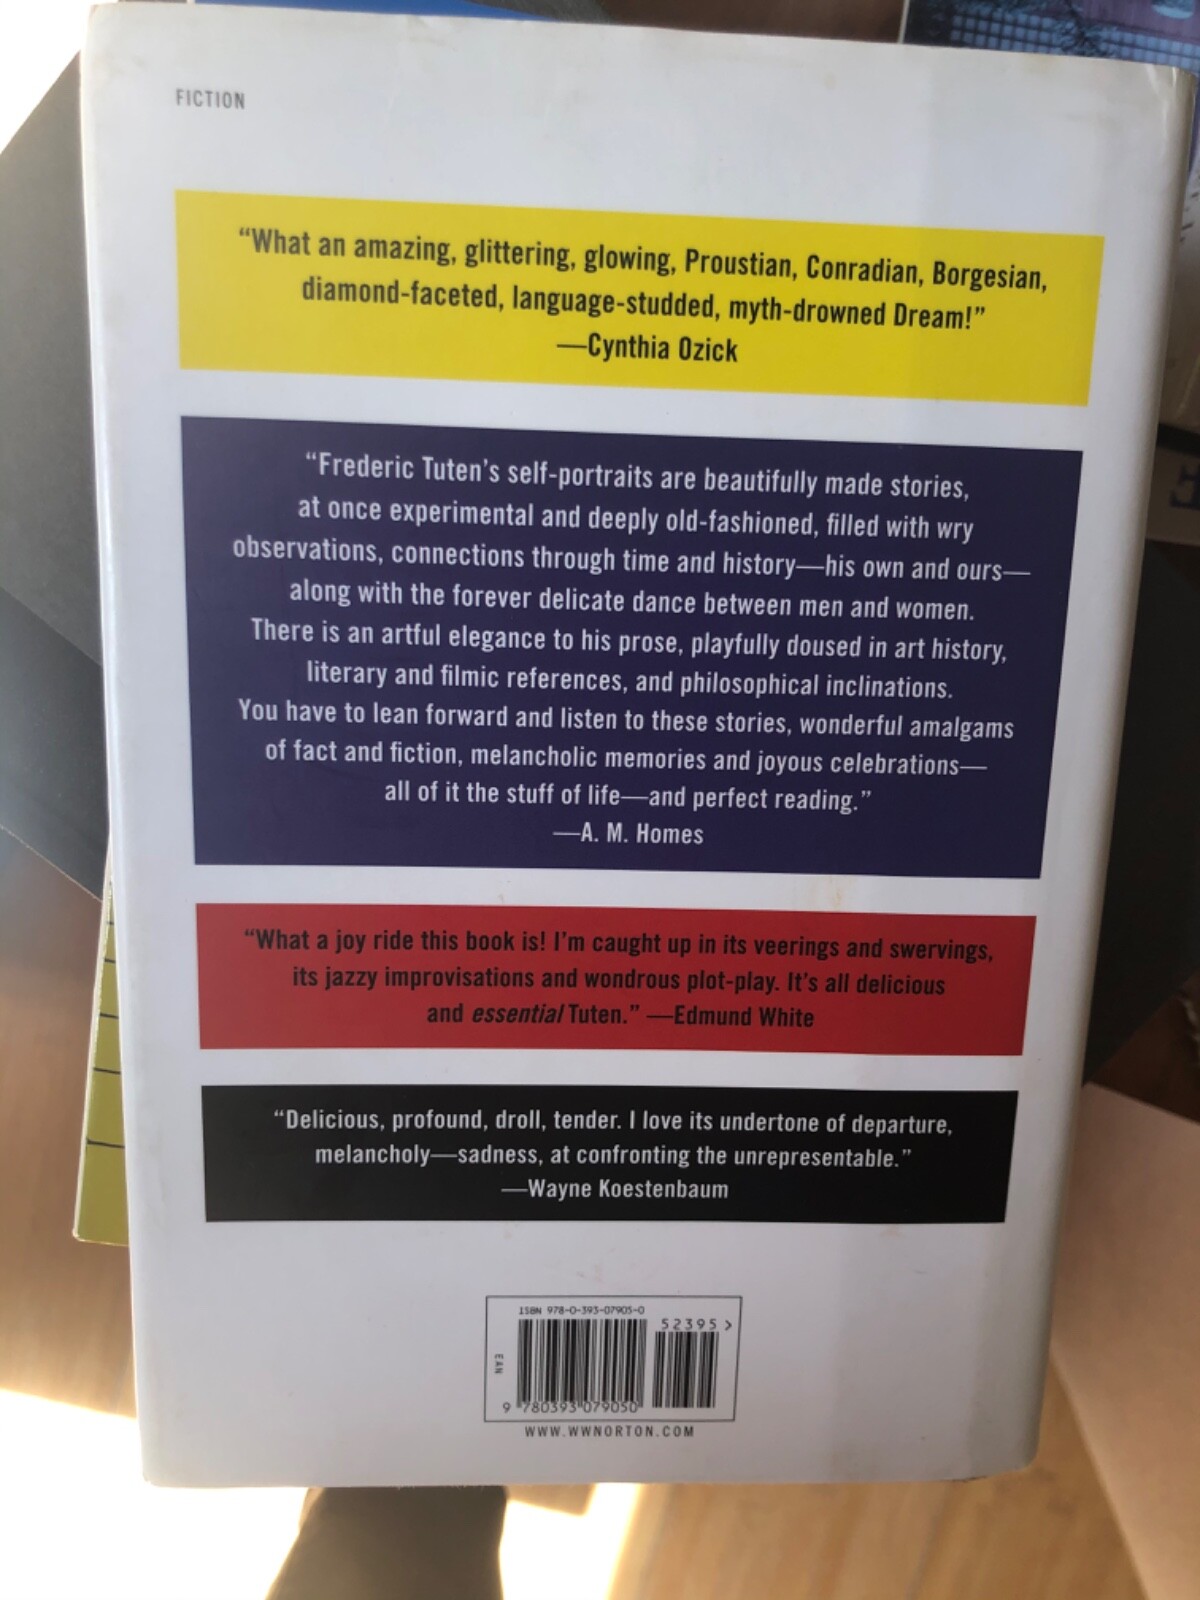 FICTION
“What an amazing, glittering, glowing, Proustian, Conradian, Borgesian,
diamond-faceted, language-studded, myth-drowned Dream!”
—Cynthia Ozick
“Frederic Tuten’s self-portraits are beautifully made stories,
at once experimental and deeply old-fashioned, filled with wry
observations, connections through time and history—his own and ours—
along with the forever delicate dance between men and women.
There is an artful elegance to his prose, playfully doused in art history,
literary and filmic references, and philosophical inclinations.
You have to lean forward and listen to these stories, wonderful amalgams
of fact and fiction, melancholic memories and joyous celebrations—
all of it the stuff of life—and perfect reading.”
—A. M. Homes
“What a joy ride this book is! I’m caught up in its veerings and swervings,
its jazzy improvisations and wondrous plot-play. It’s all delicious
and essential Tuten.” —Edmund White
“Delicious, profound, droll, tender. I love its undertone of departure,
melancholy—sadness, at confronting the unrepresentable.”
—Wayne Koestenbaum
ISBN 978-0-393-07905-0
52395 >
EAN
9 780393 079050
WWW.WWNORTON.COM